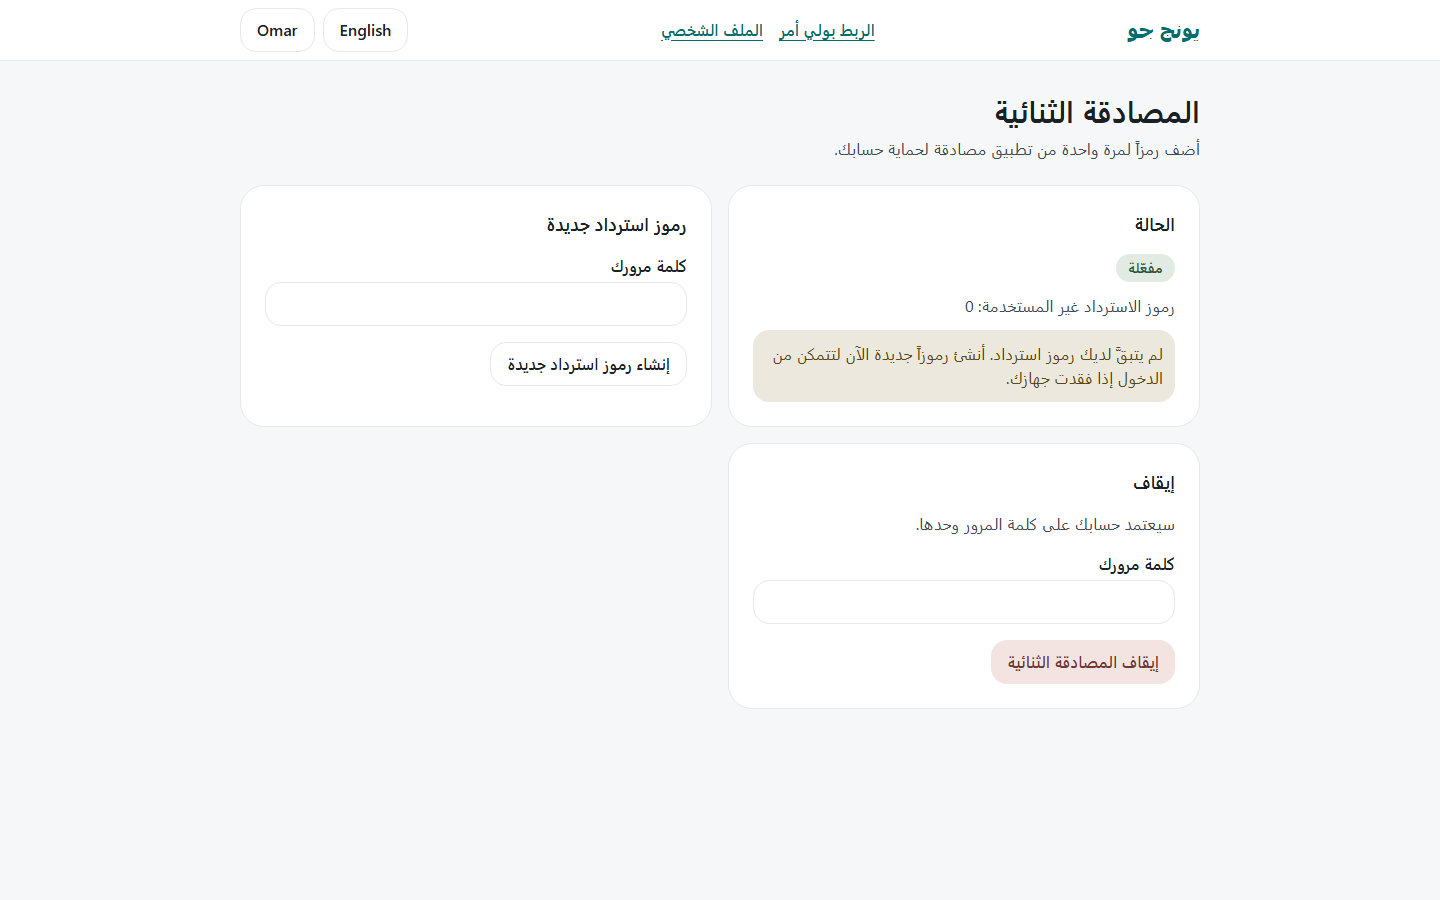 يونج جو
الربط بولي أمر
الملف الشخصي
English
Omar
المصادقة الثنائية
أضف رمزاً لمرة واحدة من تطبيق مصادقة لحماية حسابك.
الحالة
مفعّلة
رموز الاسترداد غير المستخدمة: 0
لم يتبقَّ لديك رموز استرداد. أنشئ رموزاً جديدة الآن لتتمكن من
الدخول إذا فقدت جهازك.
رموز استرداد جديدة
كلمة مرورك
إنشاء رموز استرداد جديدة
إيقاف
سيعتمد حسابك على كلمة المرور وحدها.
كلمة مرورك
إيقاف المصادقة الثنائية